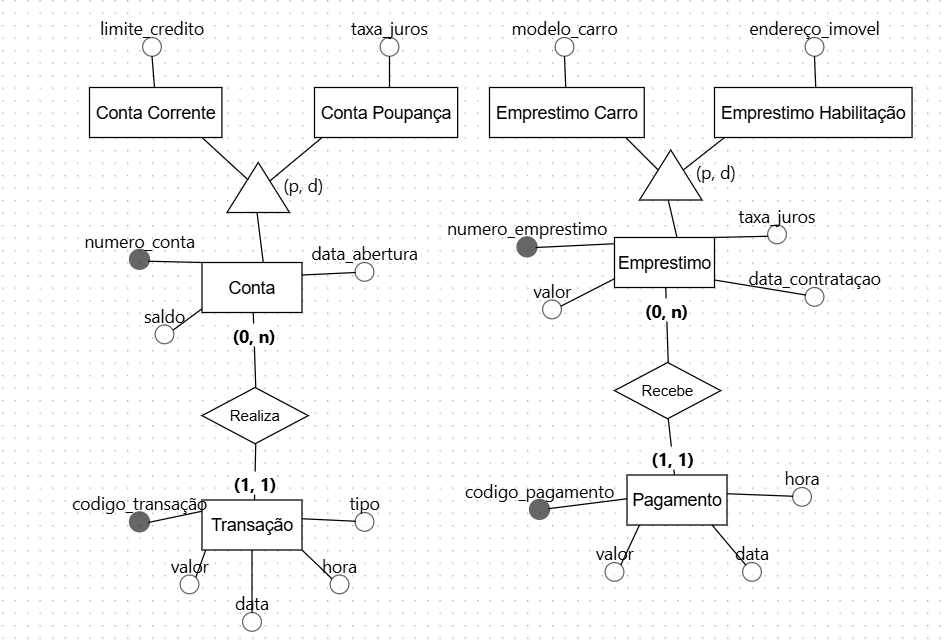 limite_credito
taxa_juros
modelo_carro
endereço_imovel
Conta Corrente
Conta Poupança
Emprestimo Carro
Emprestimo Habilitação
(p, d)
(p, d)
numero_conta
data_abertura
Conta
saldo
(0, n)
numero_emprestimo
taxa_juros
Emprestimo
valor
data_contrataçao
(0, n)
Realiza
Recebe
(1, 1)
(1, 1)
codigo_transação
tipo
Transação
valor
hora
data
codigo_pagamento
hora
Pagamento
valor
data